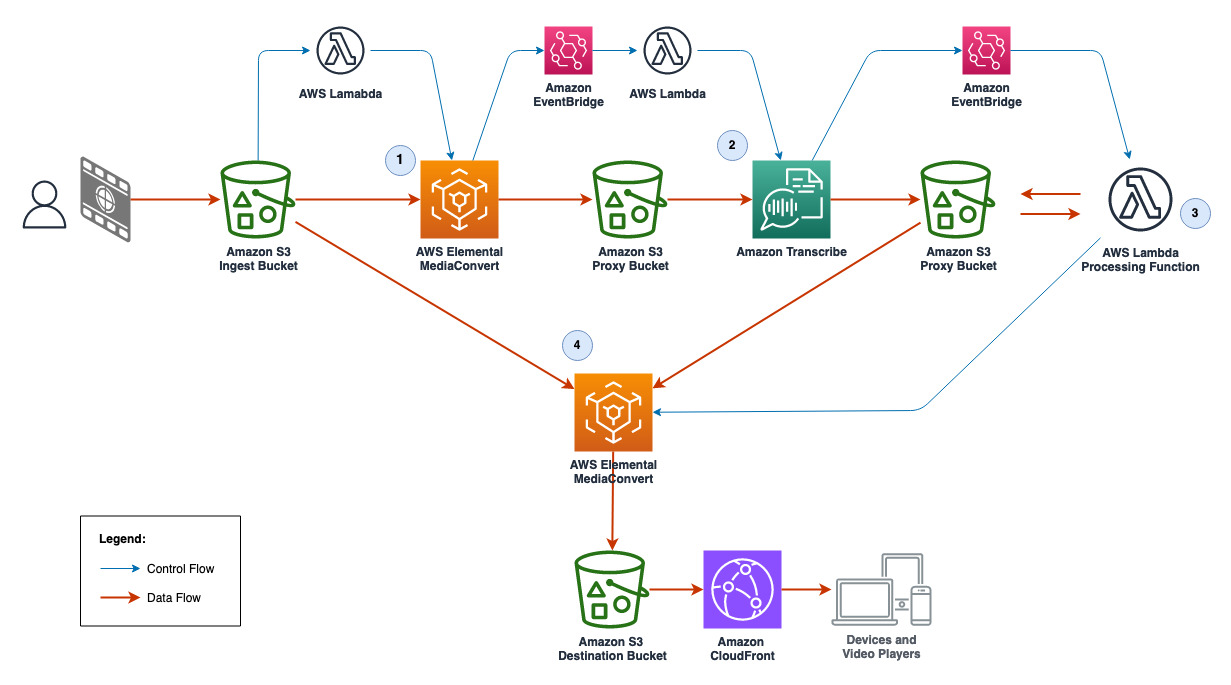 AWS Lamabda
Amazon
EventBridge
AWS Lambda
Amazon
EventBridge
1
2
3
Amazon S3
Ingest Bucket
AWS Elemental
MediaConvert
Amazon S3
Proxy Bucket
Amazon Transcribe
Amazon S3
Proxy Bucket
AWS Lambda
Processing Function
4
AWS Elemental
MediaConvert
Legend:
Control Flow
Data Flow
Amazon S3
Destination Bucket
Amazon
CloudFront
Devices and
Video Players